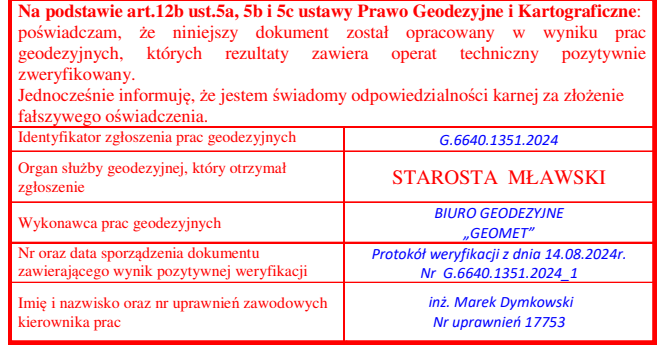 Na podstawie art.12b ust.5a, 5b i 5c ustawy Prawo Geodezyjne i Kartograficzne:
poświadczam, że niniejszy dokument został opracowany w wyniku prac
geodezyjnych, których rezultaty zawiera operat techniczny pozytywnie
zweryfikowany.
Jednocześnie informuję, że jestem świadomy odpowiedzialności karnej za złożenie
fałszywego oświadczenia.
Identyfikator zgłoszenia prac geodezyjnych
G.6640.1351.2024
Organ służby geodezyjnej, który otrzymał
zgłoszenie
STAROSTA MŁAWSKI
Wykonawca prac geodezyjnych
BIURO GEODEZYJNE
„GEOMET”
Nr oraz data sporządzenia dokumentu
zawierającego wynik pozytywnej weryfikacji
Protokół weryfikacji z dnia 14.08.2024r.
Nr G.6640.1351.2024_1
Imię i nazwisko oraz nr uprawnień zawodowych
kierownika prac
inż. Marek Dymkowski
Nr uprawnień 17753